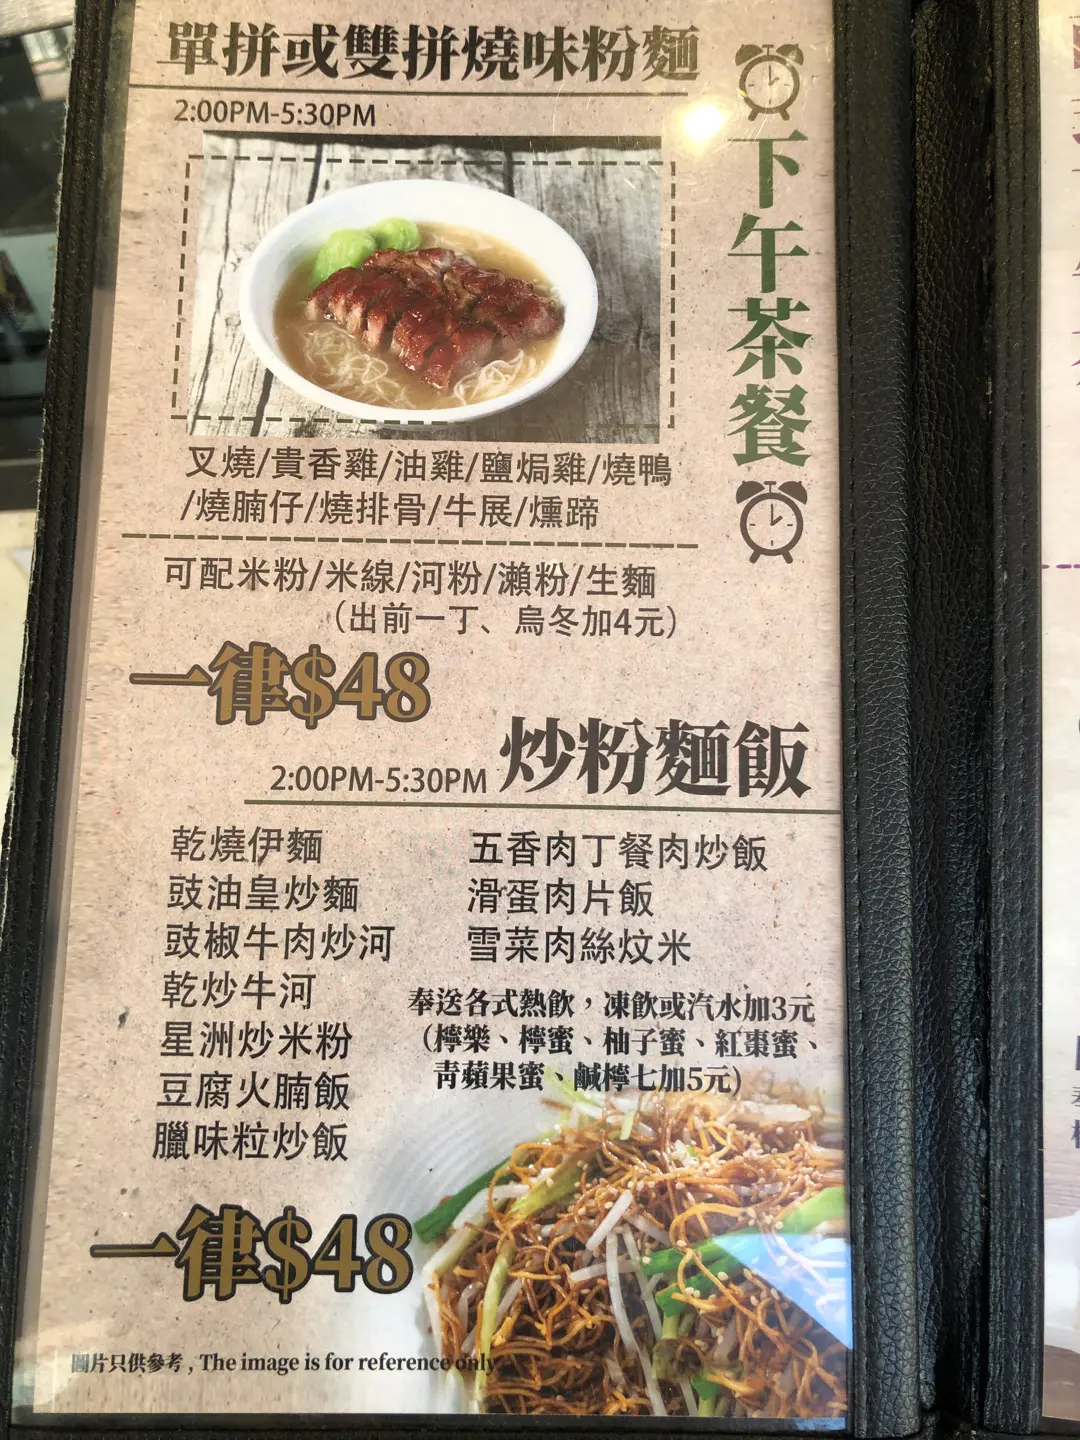 單拼或雙拼燒味粉麵
2:00PM-5:30PM
下午茶餐
叉燒/貴香雞/油雞/鹽焗雞/燒鴨
/燒腩仔/燒排骨/牛展/燻蹄
可配米粉/米線/河粉/瀨粉/生麵
（出前一丁、烏冬加4元）
一律$48
炒粉麵飯
2:00PM-5:30PM
乾燒伊麵
豉油皇炒麵
豉椒牛肉炒河
乾炒牛河
星洲炒米粉
豆腐火腩飯
臘味粒炒飯
五香肉丁餐肉炒飯
滑蛋肉片飯
雪菜肉絲炆米
奉送各式熱飲，凍飲或汽水加3元
（檸樂、檸蜜、柚子蜜、紅棗蜜、
青蘋果蜜、鹹檸七加5元）
一律$48
圖片只供參考 , The image is for reference only